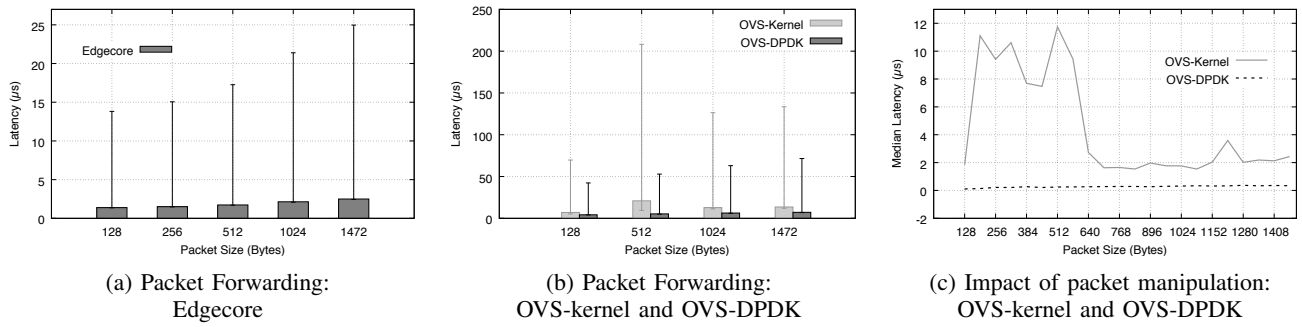 25
20
15
10
5
0
Latency (µs)
Edgecore
128 256 512 1024 1472
Packet Size (Bytes)
(a) Packet Forwarding:
Edgecore
250
200
150
100
50
0
Latency (µs)
OVS-Kernel
OVS-DPDK
128 512 1024 1472
Packet Size (Bytes)
(b) Packet Forwarding:
OVS-kernel and OVS-DPDK
12
10
8
6
4
2
0
-2
Median Latency (µs)
OVS-Kernel
OVS-DPDK
128 256 384 512 640 768 896 1024 1152 1280 1408
Packet Size (Bytes)
(c) Impact of packet manipulation:
OVS-kernel and OVS-DPDK